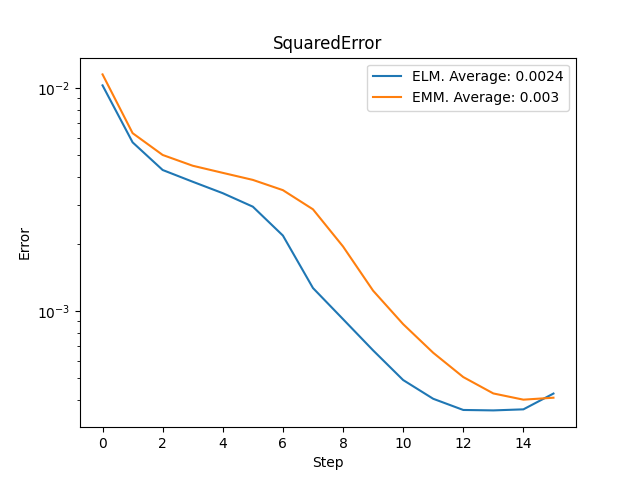 SquaredError
ELM. Average: 0.0024
EMM. Average: 0.003
10⁻²
10⁻³
Error
0 2 4 6 8 10 12 14
Step